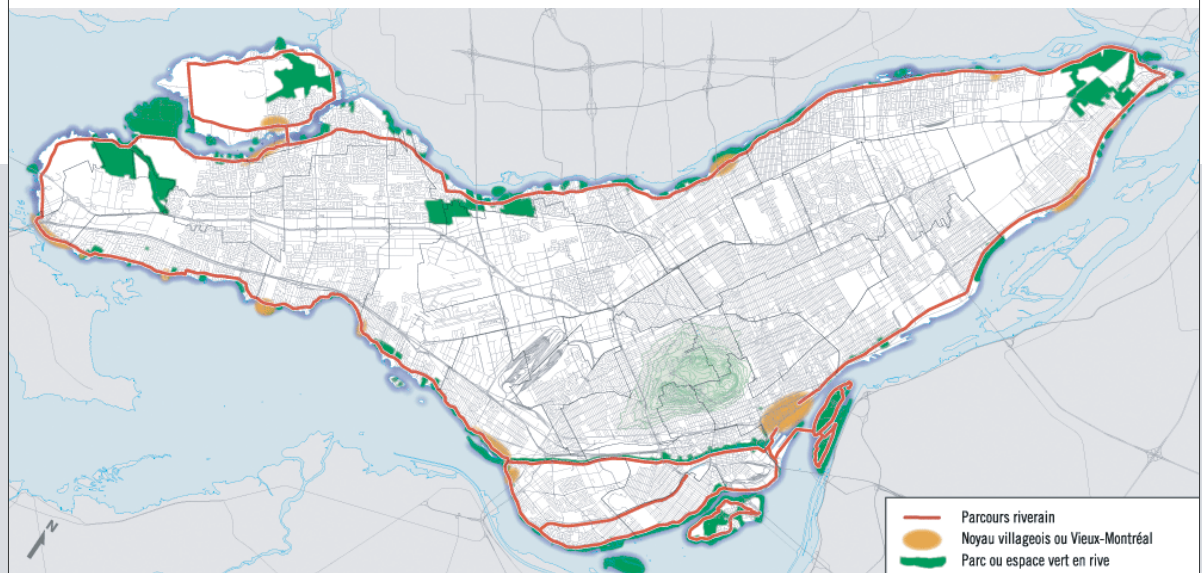 N
Parcours riverain
Noyau villageois ou Vieux-Montréal
Parc ou espace vert en rive